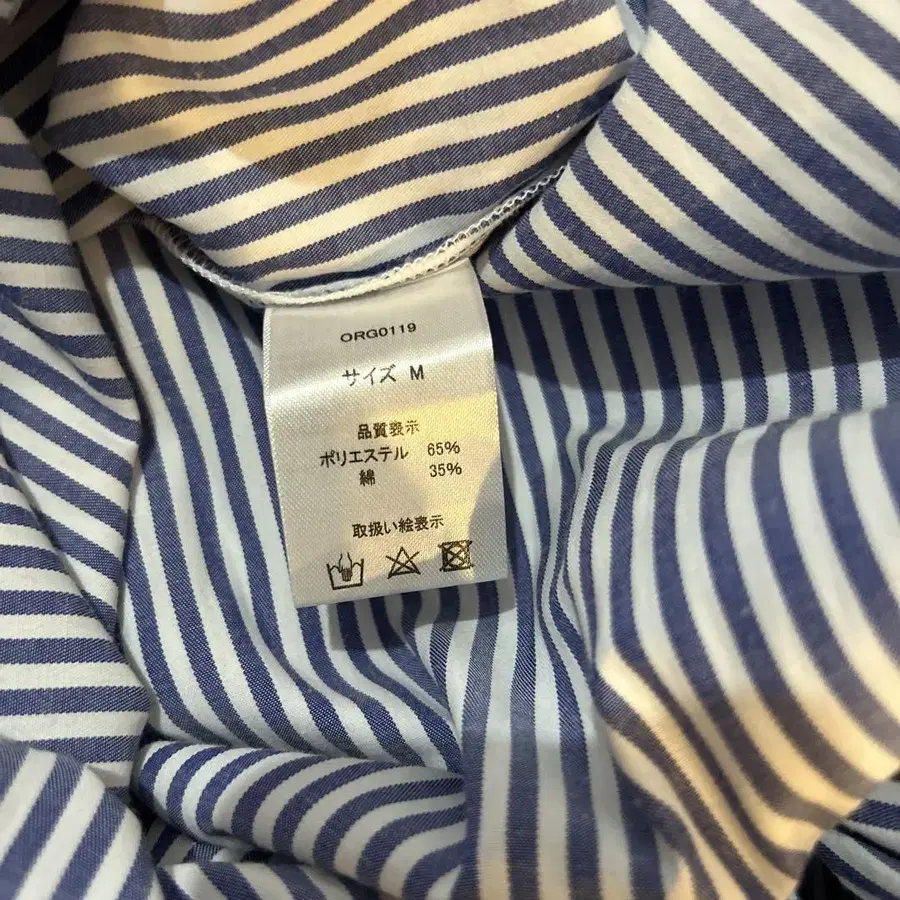 ORG0119
サイズ M
品質表示
ポリエステル 65%
綿 35%
取扱い絵表示